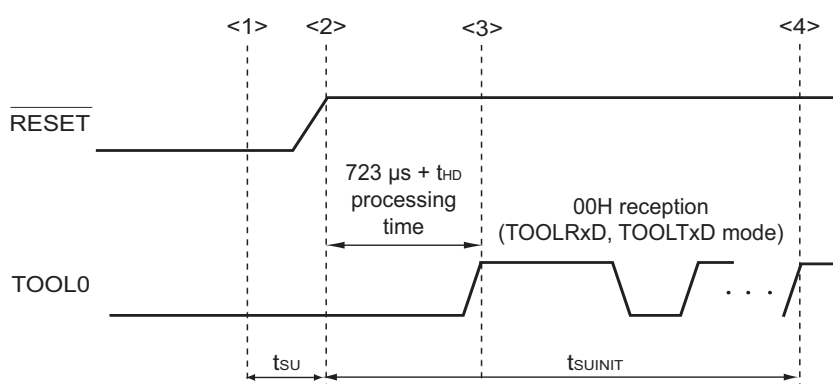 <1> <2> <3> <4>
RESET
723 µs + tHD
processing
time
00H reception
(TOOLRxD, TOOLTxD mode)
TOOL0
. . .
tSU tSUINIT